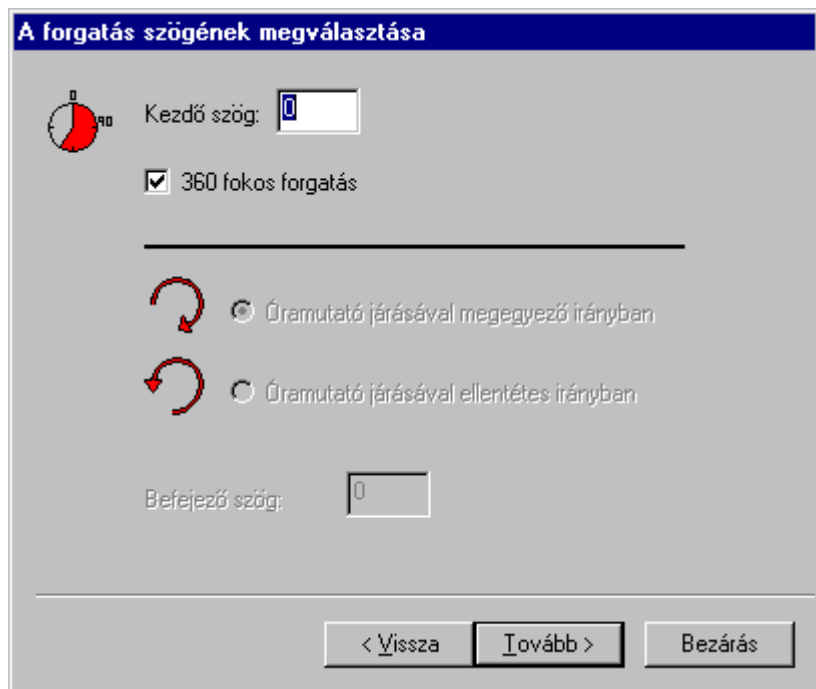 A forgatás szögének megválasztása
0
90
Kezdő szög: 0
360 fokos forgatás
Óramutató járásával megegyező irányban
Óramutató járásával ellentétes irányban
Befejező szög: 0
< Vissza Tovább > Bezárás